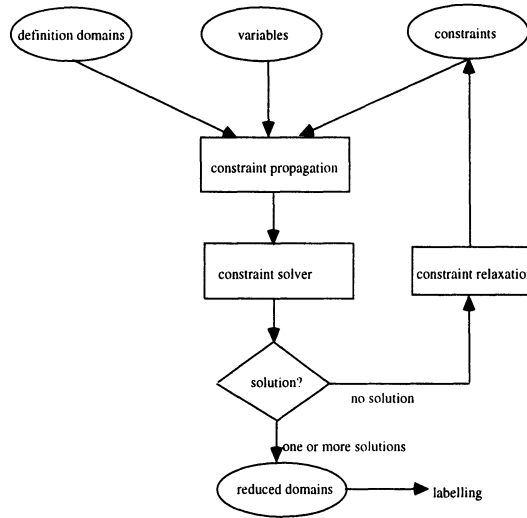 definition domains
variables
constraints
constraint propagation
constraint solver
constraint relaxation
solution?
no solution
one or more solutions
reduced domains
labelling